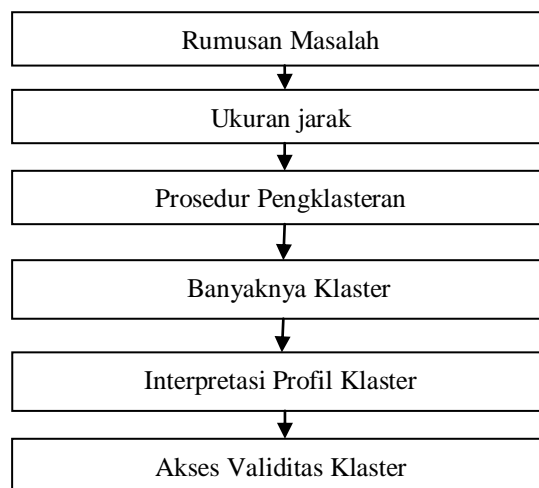 Rumusan Masalah
Ukuran jarak
Prosedur Pengklasteran
Banyaknya Klaster
Interpretasi Profil Klaster
Akses Validitas Klaster